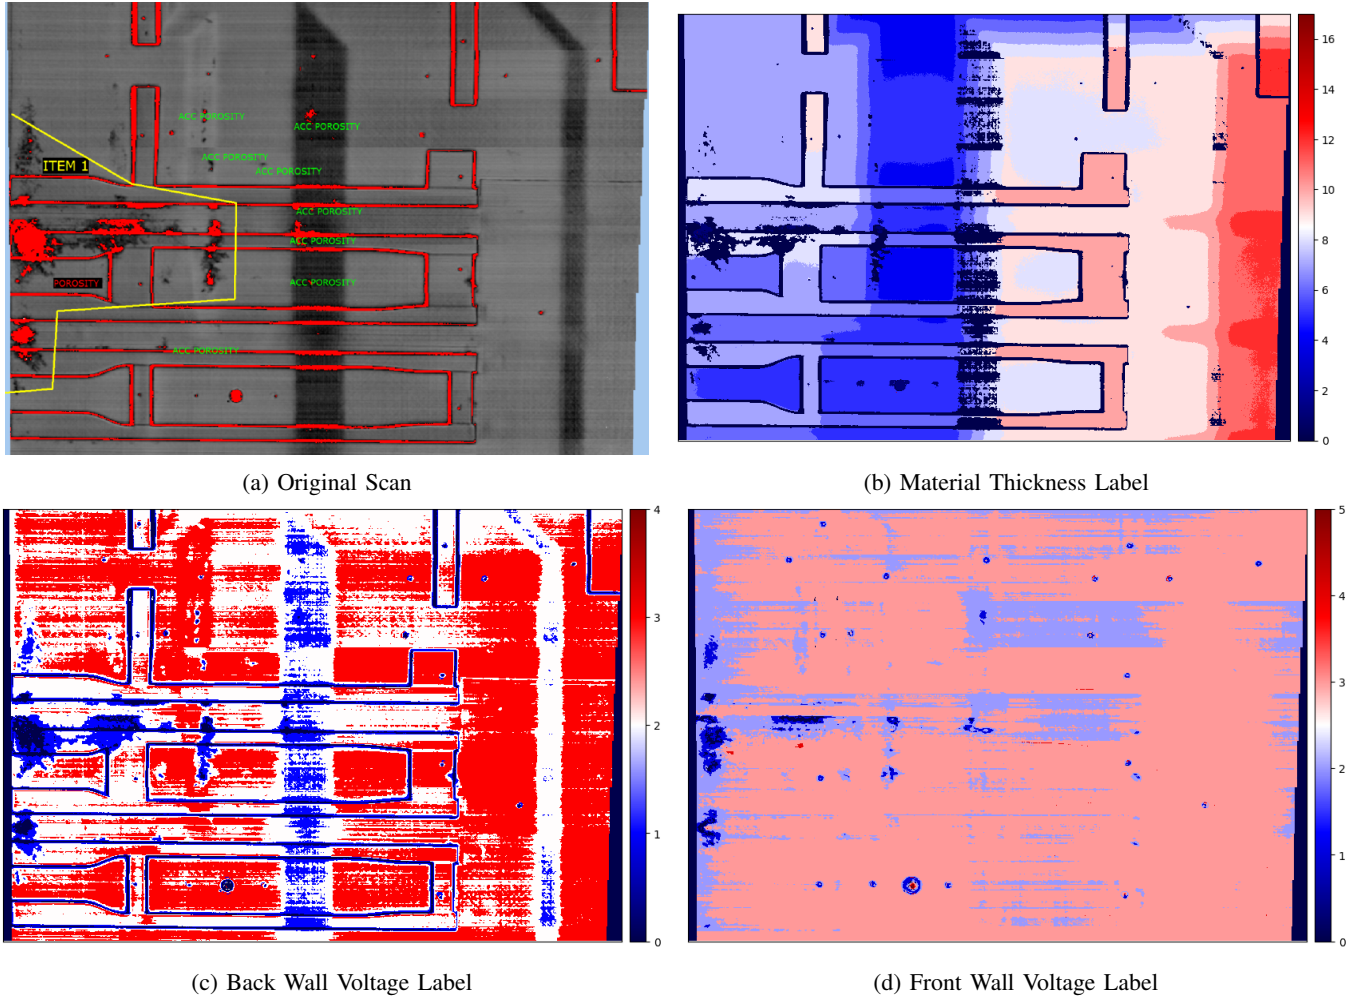 ACC POROSITY
ACC POROSITY
ACC POROSITY
ITEM 1
ACC POROSITY
ACC POROSITY
ACC POROSITY
ACC POROSITY
POROSITY
ACC POROSITY
16
14
12
10
8
6
4
2
0
(a) Original Scan
(b) Material Thickness Label
4
3
2
1
0
5
4
3
2
1
0
(c) Back Wall Voltage Label
(d) Front Wall Voltage Label